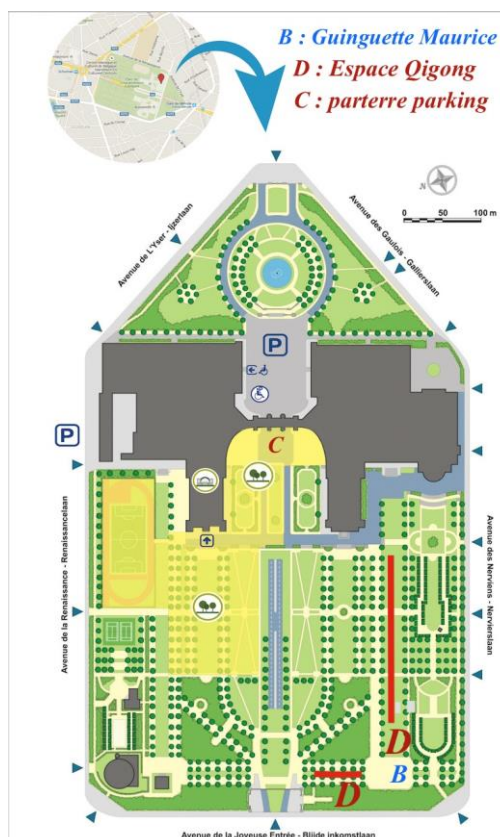 B : Guinguette Maurice
D : Espace Qigong
C : parterre parking
N
0 50 100 m
Avenue de L'Yser - Ijzerlaan
Avenue des Gaulois - Galliërslaan
P
C
P
Avenue de la Renaissance - Renaissancelaan
Avenue des Nerviens - Nerviërslaan
D
B
D
Avenue de la Joyeuse Entrée - Blijde inkomstlaan